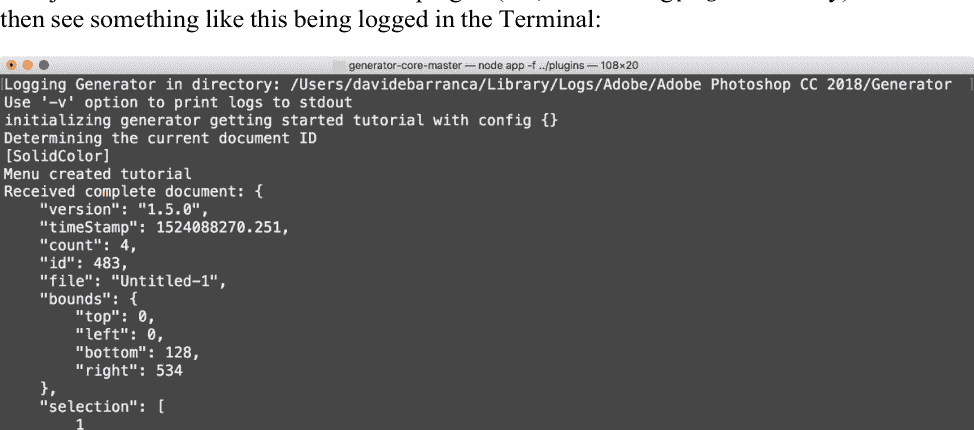 then see something like this being logged in the Terminal:
generator-core-master — node app -f ../plugins — 108×20
Logging Generator in directory: /Users/davidebarranca/Library/Logs/Adobe/Adobe Photoshop CC 2018/Generator
Use '-v' option to print logs to stdout
initializing generator getting started tutorial with config {}
Determining the current document ID
[SolidColor]
Menu created tutorial
Received complete document: {
"version": "1.5.0",
"timeStamp": 1524088270.251,
"count": 4,
"id": 483,
"file": "Untitled-1",
"bounds": {
"top": 0,
"left": 0,
"bottom": 128,
"right": 534
},
"selection": [
1